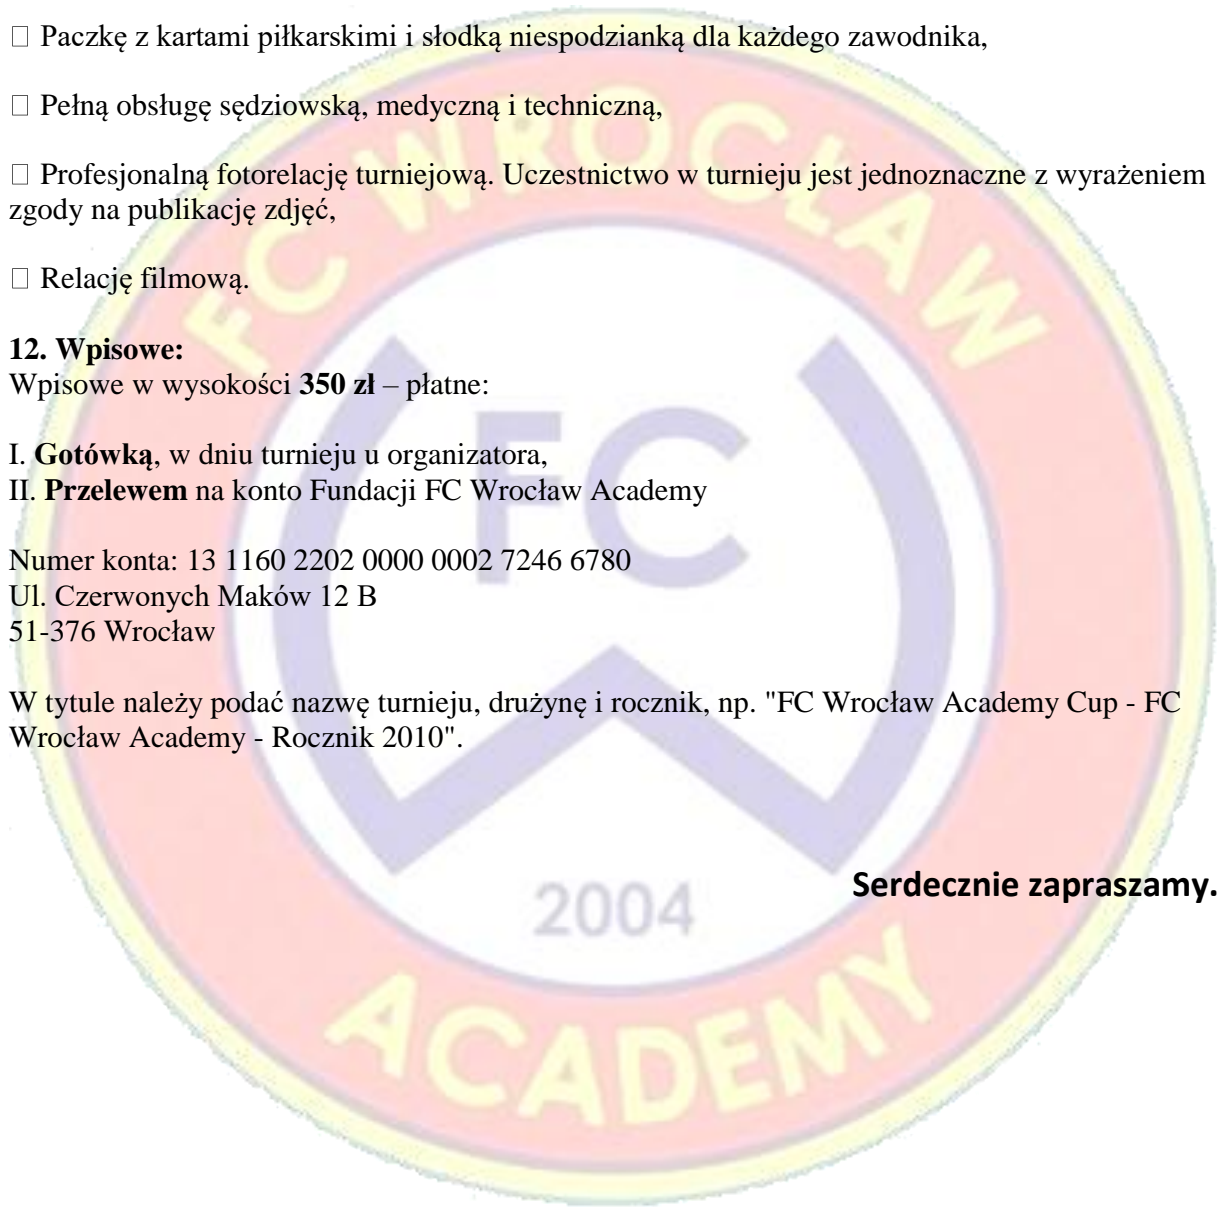 □ Paczkę z kartami piłkarskimi i słodką niespodzianką dla każdego zawodnika,
□ Pełną obsługę sędziowską, medyczną i techniczną,
□ Profesjonalną fotorelację turniejową. Uczestnictwo w turnieju jest jednoznaczne z wyrażeniem
zgody na publikację zdjęć,
□ Relację filmową.
12. Wpisowe:
Wpisowe w wysokości 350 zł – płatne:
I. Gotówką, w dniu turnieju u organizatora,
II. Przelewem na konto Fundacji FC Wrocław Academy
Numer konta: 13 1160 2202 0000 0002 7246 6780
Ul. Czerwonych Maków 12 B
51-376 Wrocław
W tytule należy podać nazwę turnieju, drużynę i rocznik, np. "FC Wrocław Academy Cup - FC
Wrocław Academy - Rocznik 2010".
Serdecznie zapraszamy.
FC WROCŁAW
FC
2004
ACADEMY